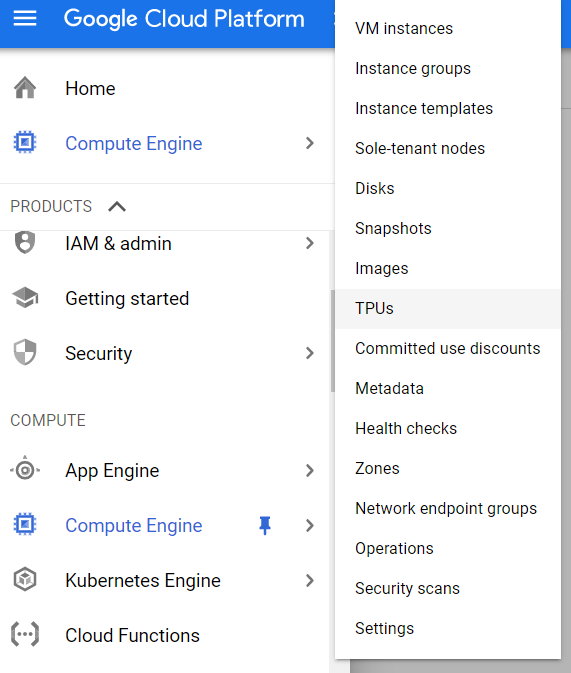 Google Cloud Platform
Home
Compute Engine
PRODUCTS
IAM & admin
Getting started
Security
COMPUTE
App Engine
Compute Engine
Kubernetes Engine
Cloud Functions
VM instances
Instance groups
Instance templates
Sole-tenant nodes
Disks
Snapshots
Images
TPUs
Committed use discounts
Metadata
Health checks
Zones
Network endpoint groups
Operations
Security scans
Settings